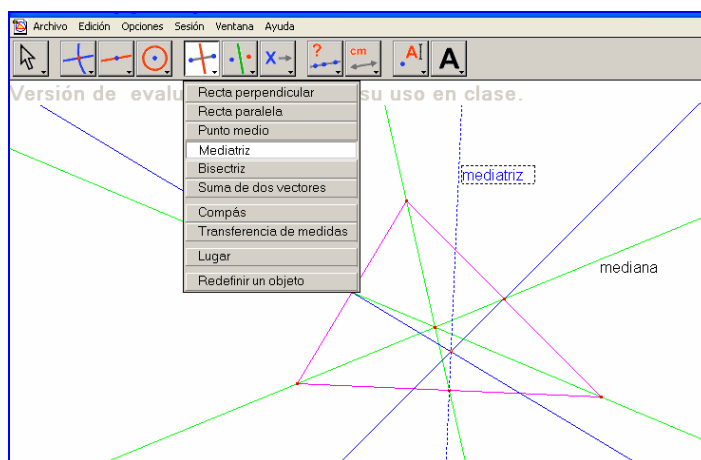 Archivo Edición Opciones Sesión Ventana Ayuda
X ? cm A A
Versión de evalu su uso en clase.
Recta perpendicular
Recta paralela
Punto medio
Mediatriz
Bisectriz
Suma de dos vectores
Compás
Transferencia de medidas
Lugar
Redefinir un objeto
mediatriz
mediana